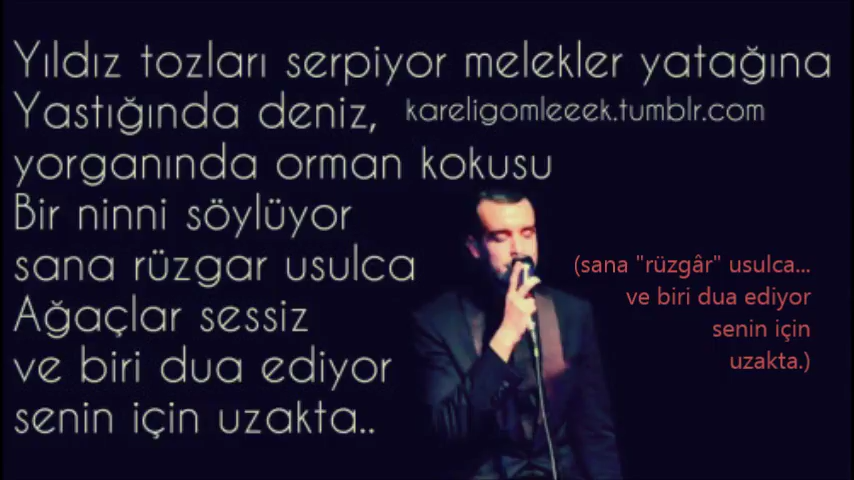 Yıldız tozları serpiyor melekler yatağına
Yastığında deniz,
kareligomleeek.tumblr.com
yorganında orman kokusu
Bir ninni söylüyor
sana rüzgar usulca
Ağaçlar sessiz
ve biri dua ediyor
senin için uzakta..
(sana "rüzgâr" usulca...
ve biri dua ediyor
senin için
uzakta.)